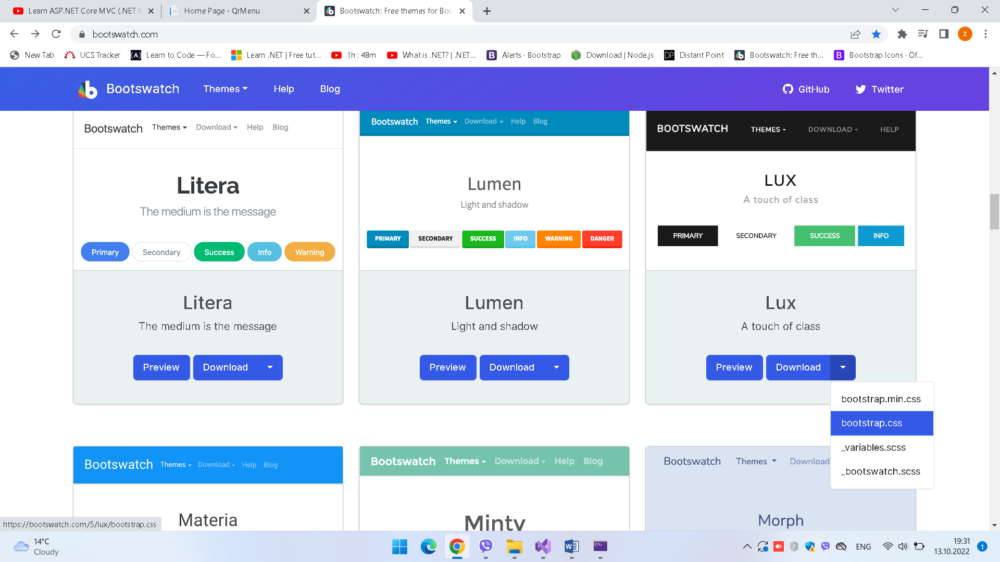 Learn ASP.NET Core MVC (.NET 6
Home Page - QrMenu
Bootswatch: Free themes for Boo
bootswatch.com
z
New Tab
UCS Tracker
Learn to Code — Fo...
Learn .NET | Free tut...
1h : 48m
What is .NET? | .NET...
Alerts · Bootstrap
Download | Node.js
DP
Distant Point
Bootswatch: Free th...
Bootstrap Icons · Of...
Bootswatch
Themes
Help
Blog
GitHub
Twitter
Bootswatch Themes Download Help Blog
Litera
The medium is the message
Primary Secondary Success Info Warning
Litera
The medium is the message
Preview Download
Bootswatch Themes Download Help Blog
Lumen
Light and shadow
PRIMARY SECONDARY SUCCESS INFO WARNING DANGER
Lumen
Light and shadow
Preview Download
BOOTSWATCH THEMES DOWNLOAD HELP
LUX
A touch of class
PRIMARY SECONDARY SUCCESS INFO
Lux
A touch of class
Preview Download
bootstrap.min.css
bootstrap.css
_variables.scss
_bootswatch.scss
Bootswatch Themes Download Help Blog
Materia
Bootswatch Themes Download Help Blog
Minty
Bootswatch Themes Download
Morph
https://bootswatch.com/5/lux/bootstrap.css
14°C
Cloudy
ENG
19:31
13.10.2022
1